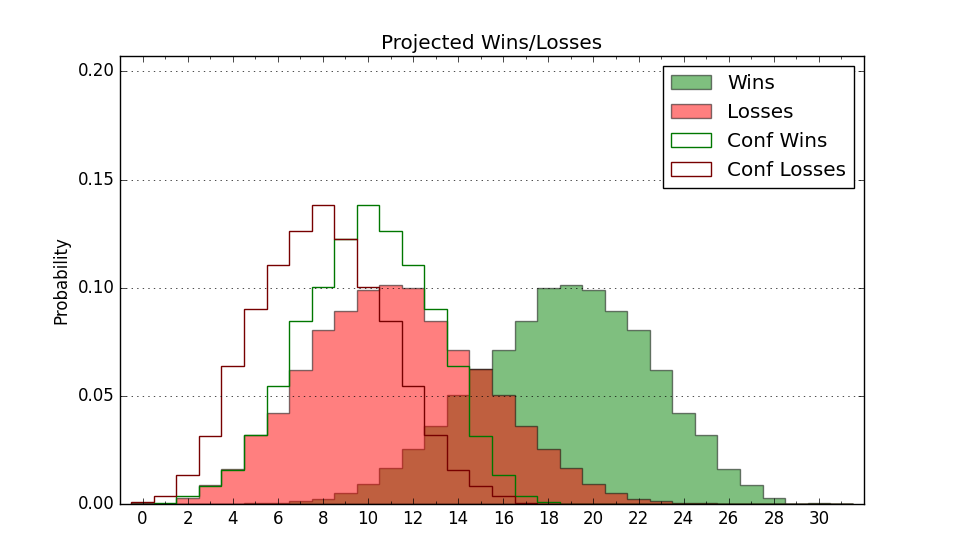 Projected Wins/Losses
0.20
0.15
0.10
0.05
0.00
Probability
Wins
Losses
Conf Wins
Conf Losses
0 2 4 6 8 10 12 14 16 18 20 22 24 26 28 30